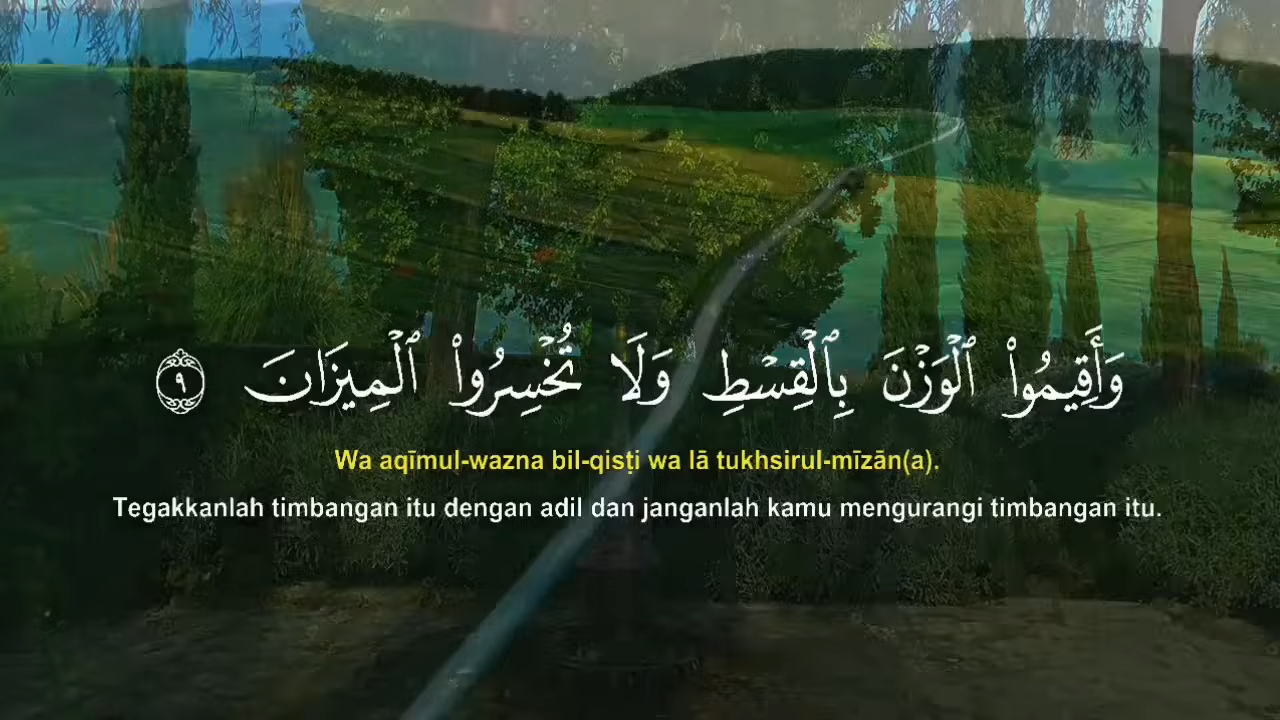 وَأَقِيمُوا۟ ٱلْوَزْنَ بِٱلْقِسْطِ وَلَا تُخْسِرُوا۟ ٱلْمِيزَانَ ٩
Wa aqīmul-wazna bil-qisṭi wa lā tukhsirul-mīzān(a).
Tegakkanlah timbangan itu dengan adil dan janganlah kamu mengurangi timbangan itu.